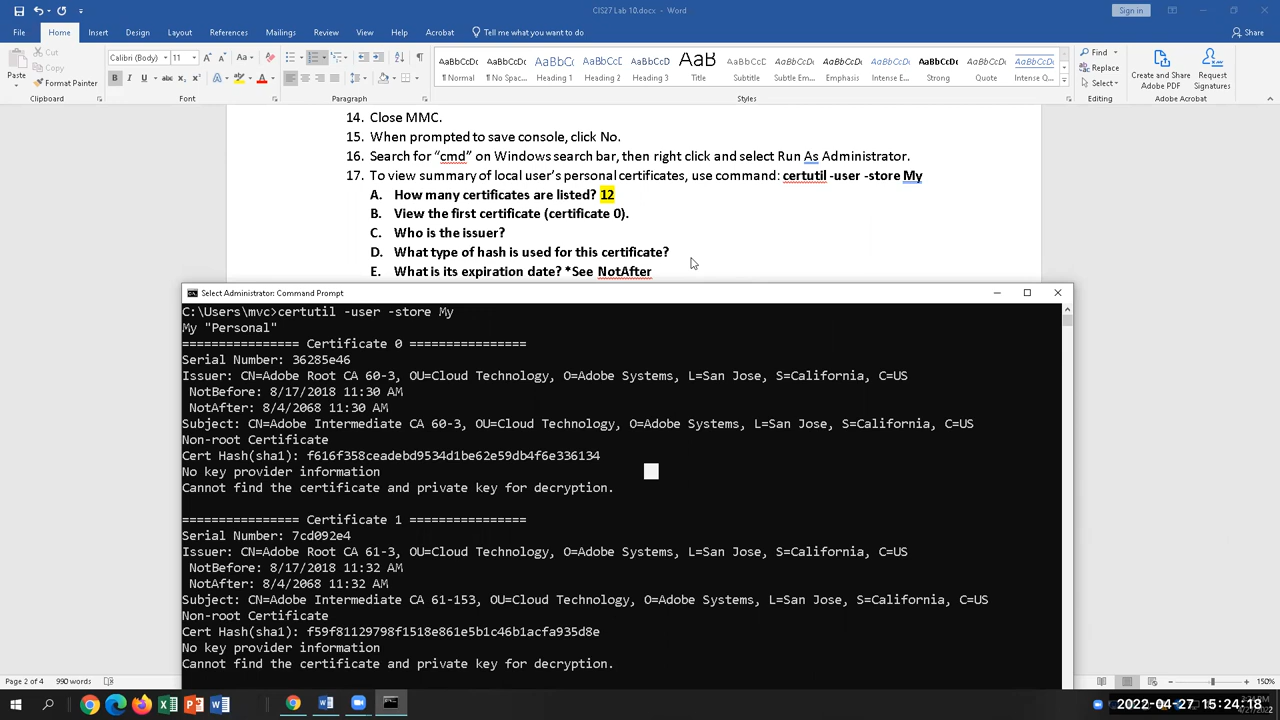 CIS27 Lab 10.docx - Word
Sign in
File Home Insert Design Layout References Mailings Review View Help Acrobat Tell me what you want to do Share
Paste
Cut
Copy
Format Painter
Clipboard
Calibri (Body) 11
Font
Paragraph
AaBbCcDc AaBbCcDc AaBbC AaBbCc AaBbCcD AaB AaBbCcD AaBbCcDc AaBbCcDc AaBbCcDc AaBbCcDc AaBbCcDc AaBbCcDc
¶ Normal ¶ No Spac... Heading 1 Heading 2 Heading 3 Title Subtitle Subtle Em... Emphasis Intense E... Strong Quote Intense Q...
Styles
Find
Replace
Select
Editing
Create and Share Adobe PDF
Request Signatures
Adobe Acrobat
14. Close MMC.
15. When prompted to save console, click No.
16. Search for “cmd” on Windows search bar, then right click and select Run As Administrator.
17. To view summary of local user’s personal certificates, use command: certutil -user -store My
A. How many certificates are listed? 12
B. View the first certificate (certificate 0).
C. Who is the issuer?
D. What type of hash is used for this certificate?
E. What is its expiration date? *See NotAfter
Select Administrator: Command Prompt
C:\Users\mvc>certutil -user -store My
My "Personal"
================ Certificate 0 ================
Serial Number: 36285e46
Issuer: CN=Adobe Root CA 60-3, OU=Cloud Technology, O=Adobe Systems, L=San Jose, S=California, C=US
NotBefore: 8/17/2018 11:30 AM
NotAfter: 8/4/2068 11:30 AM
Subject: CN=Adobe Intermediate CA 60-3, OU=Cloud Technology, O=Adobe Systems, L=San Jose, S=California, C=US
Non-root Certificate
Cert Hash(sha1): f616f358ceadebd9534d1be62e59db4f6e336134
No key provider information
Cannot find the certificate and private key for decryption.
================ Certificate 1 ================
Serial Number: 7cd092e4
Issuer: CN=Adobe Root CA 61-3, OU=Cloud Technology, O=Adobe Systems, L=San Jose, S=California, C=US
NotBefore: 8/17/2018 11:32 AM
NotAfter: 8/4/2068 11:32 AM
Subject: CN=Adobe Intermediate CA 61-153, OU=Cloud Technology, O=Adobe Systems, L=San Jose, S=California, C=US
Non-root Certificate
Cert Hash(sha1): f59f81129798f1518e861e5b1c46b1acfa935d8e
No key provider information
Cannot find the certificate and private key for decryption.
Page 2 of 4 990 words 150%
2022-04-27 15:24:18